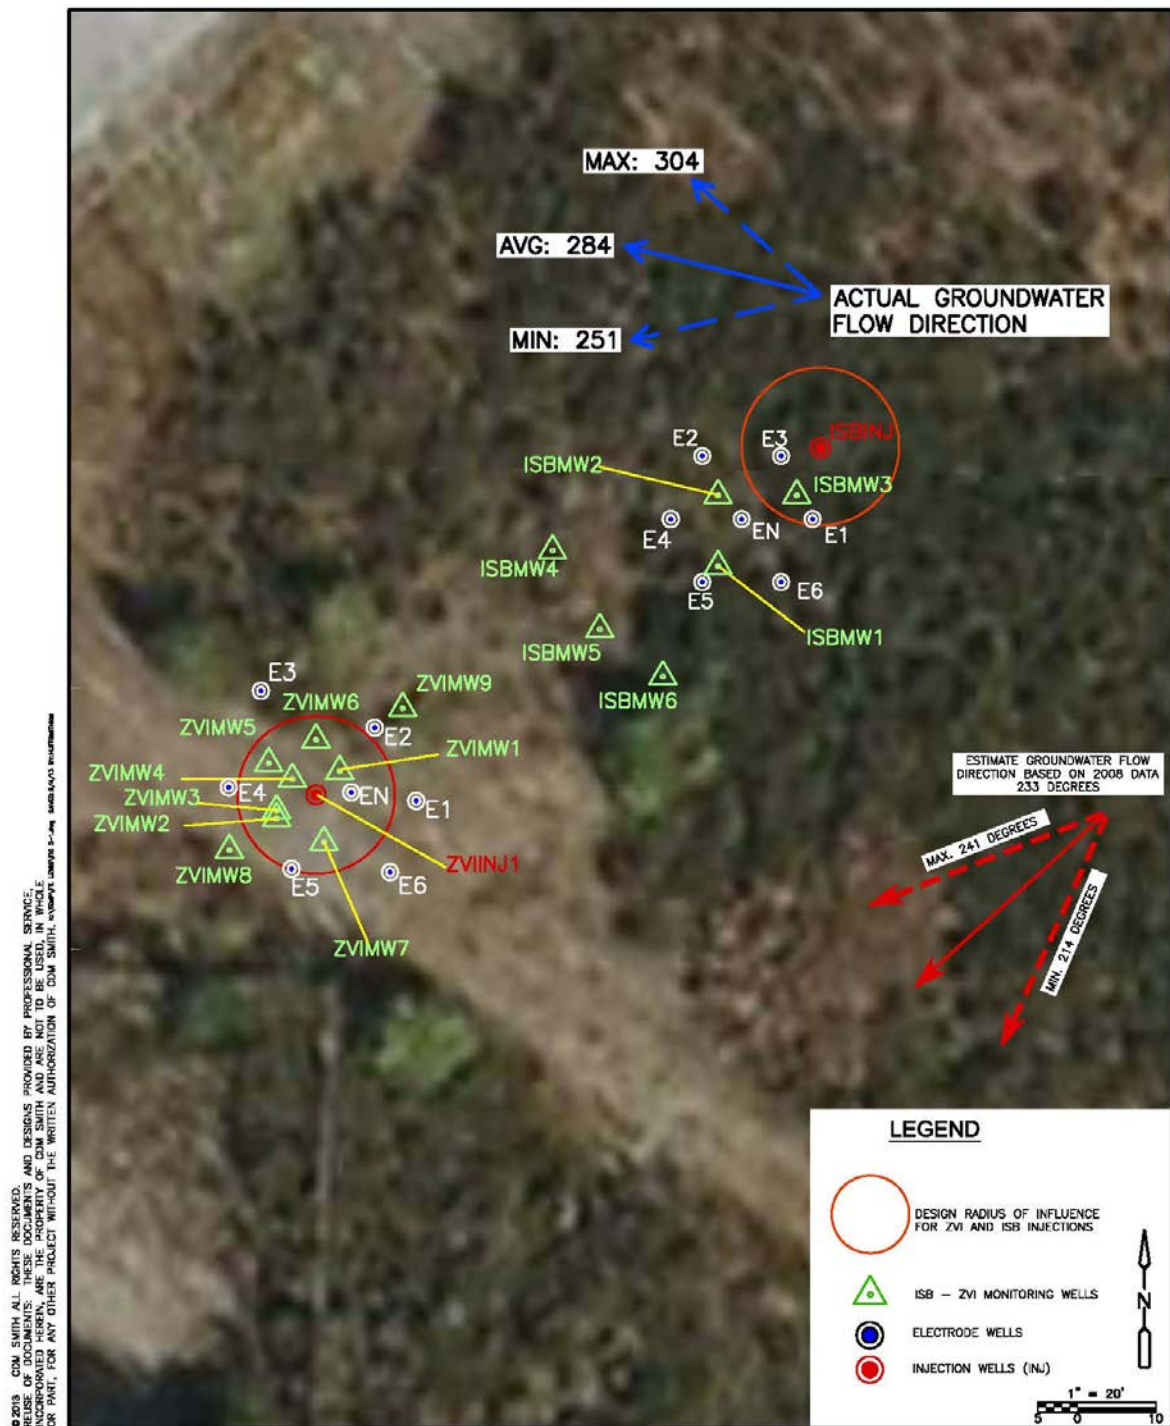 MAX: 304
AVG: 284
MIN: 251
ACTUAL GROUNDWATER
FLOW DIRECTION
ISBINJ
E2
E3
ISBMW2
ISBMW3
E4
EN
E1
ISBMW4
E5
E6
ISBMW1
ISBMW5
ISBMW6
E3
ZVIMW9
ZVIMW6
ZVIMW5
E2
ZVIMW1
ZVIMW4
E4
EN
ZVIMW3
E1
ZVIMW2
ZVIMW8
E5
E6
ZVIINJ1
ZVIMW7
ESTIMATE GROUNDWATER FLOW
DIRECTION BASED ON 2008 DATA
233 DEGREES
MAX. 241 DEGREES
MIN. 214 DEGREES
LEGEND
DESIGN RADIUS OF INFLUENCE
FOR ZVI AND ISB INJECTIONS
ISB – ZVI MONITORING WELLS
ELECTRODE WELLS
INJECTION WELLS (INJ)
N
1" = 20'
5 0 10
© 2013 CDM SMITH ALL RIGHTS RESERVED.
REUSE OF DOCUMENTS: THESE DOCUMENTS AND DESIGNS PROVIDED BY PROFESSIONAL SERVICE,
INCORPORATED HEREIN, ARE THE PROPERTY OF CDM SMITH AND ARE NOT TO BE USED, IN WHOLE
OR PART, FOR ANY OTHER PROJECT WITHOUT THE WRITTEN AUTHORIZATION OF CDM SMITH.